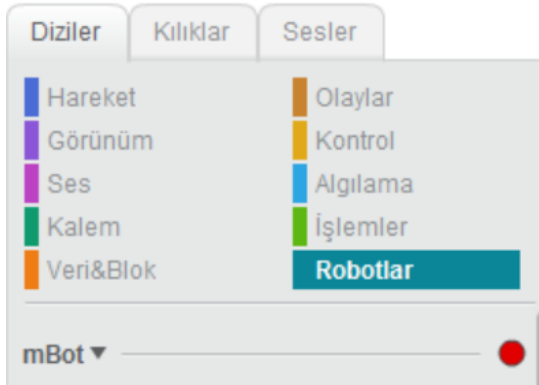 Diziler Kılıklar Sesler
Hareket Olaylar
Görünüm Kontrol
Ses Algılama
Kalem İşlemler
Veri&Blok Robotlar
mBot